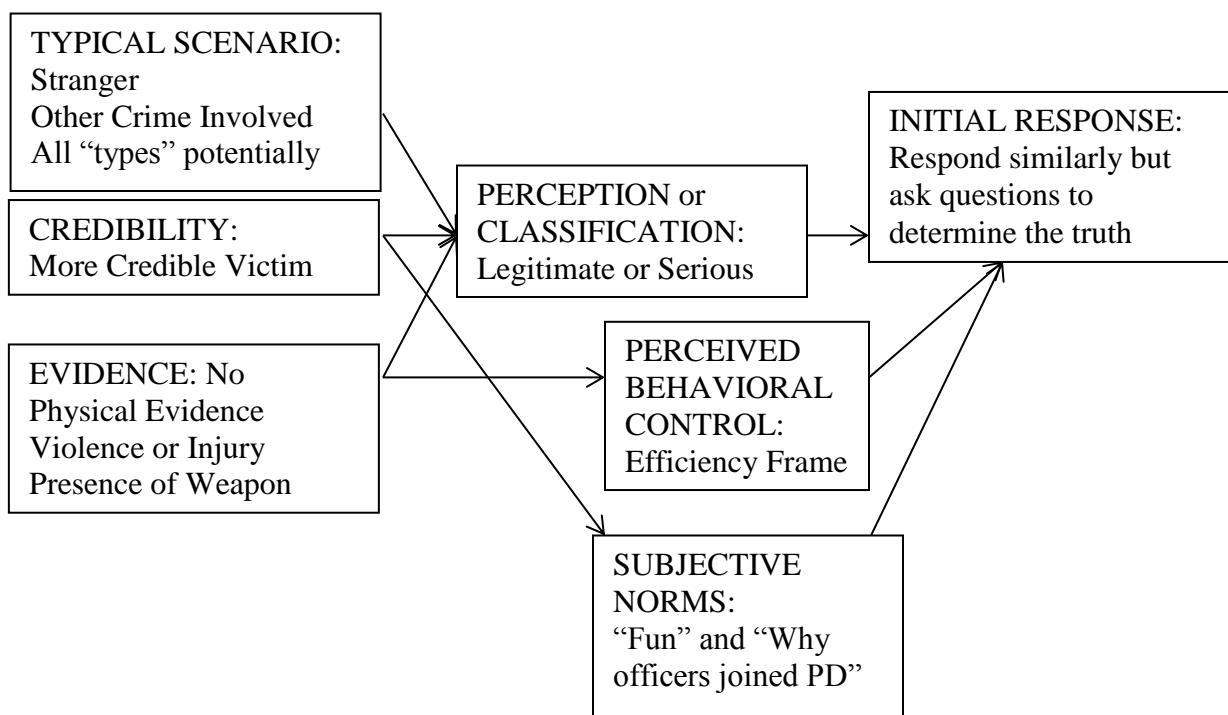 TYPICAL SCENARIO:
Stranger
Other Crime Involved
All “types” potentially
CREDIBILITY:
More Credible Victim
EVIDENCE: No
Physical Evidence
Violence or Injury
Presence of Weapon
PERCEPTION or
CLASSIFICATION:
Legitimate or Serious
PERCEIVED
BEHAVIORAL
CONTROL:
Efficiency Frame
SUBJECTIVE
NORMS:
“Fun” and “Why
officers joined PD”
INITIAL RESPONSE:
Respond similarly but
ask questions to
determine the truth